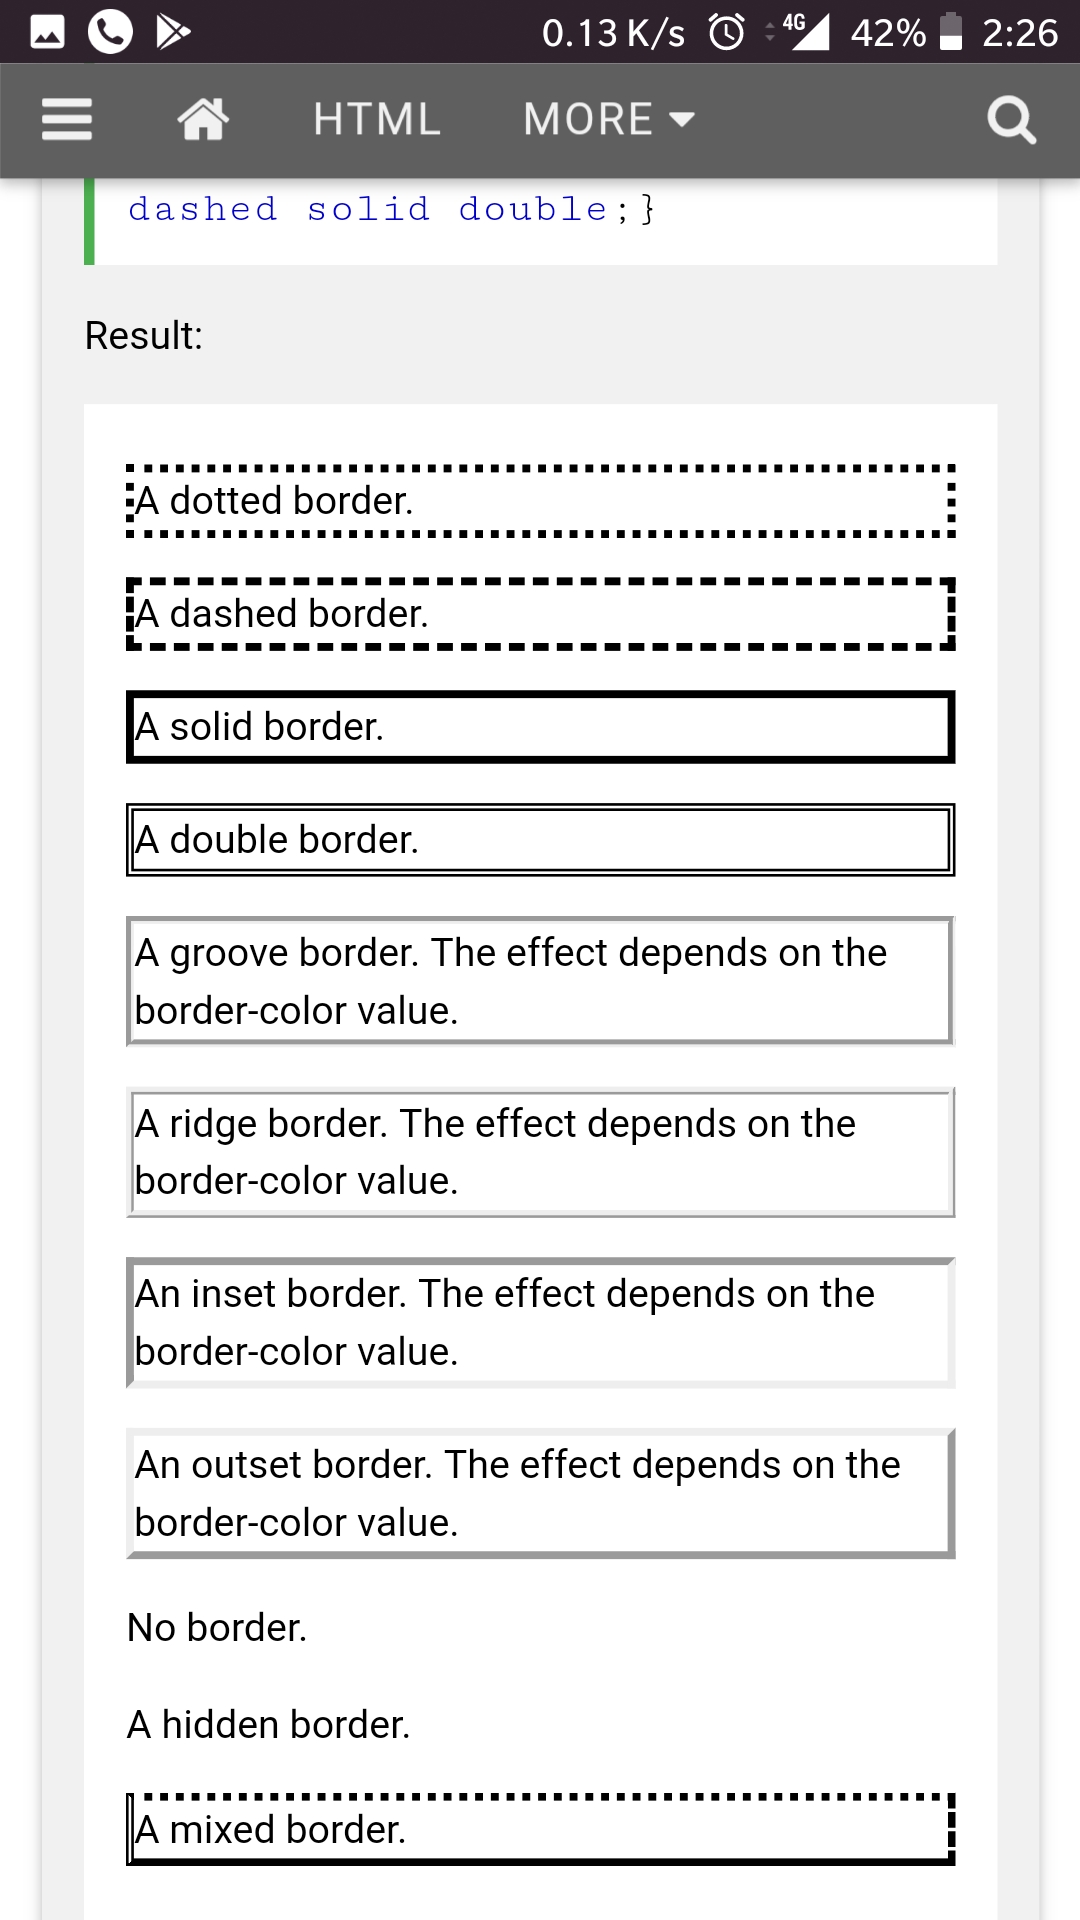 0.13 K/s 4G 42% 2:26
HTML MORE
dashed solid double;}
Result:
A dotted border.
A dashed border.
A solid border.
A double border.
A groove border. The effect depends on the
border-color value.
A ridge border. The effect depends on the
border-color value.
An inset border. The effect depends on the
border-color value.
An outset border. The effect depends on the
border-color value.
No border.
A hidden border.
A mixed border.